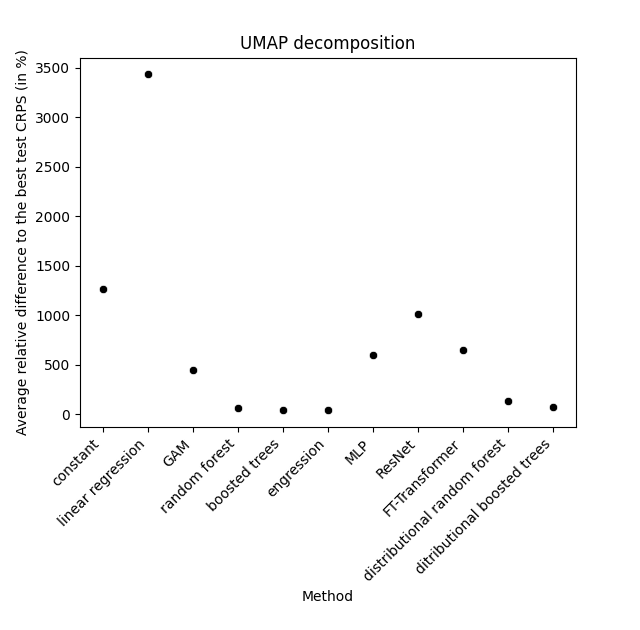 UMAP decomposition
Average relative difference to the best test CRPS (in %)
3500
3000
2500
2000
1500
1000
500
0
constant
linear regression
GAM
random forest
boosted trees
engression
MLP
ResNet
FT-Transformer
distributional random forest
ditributional boosted trees
Method